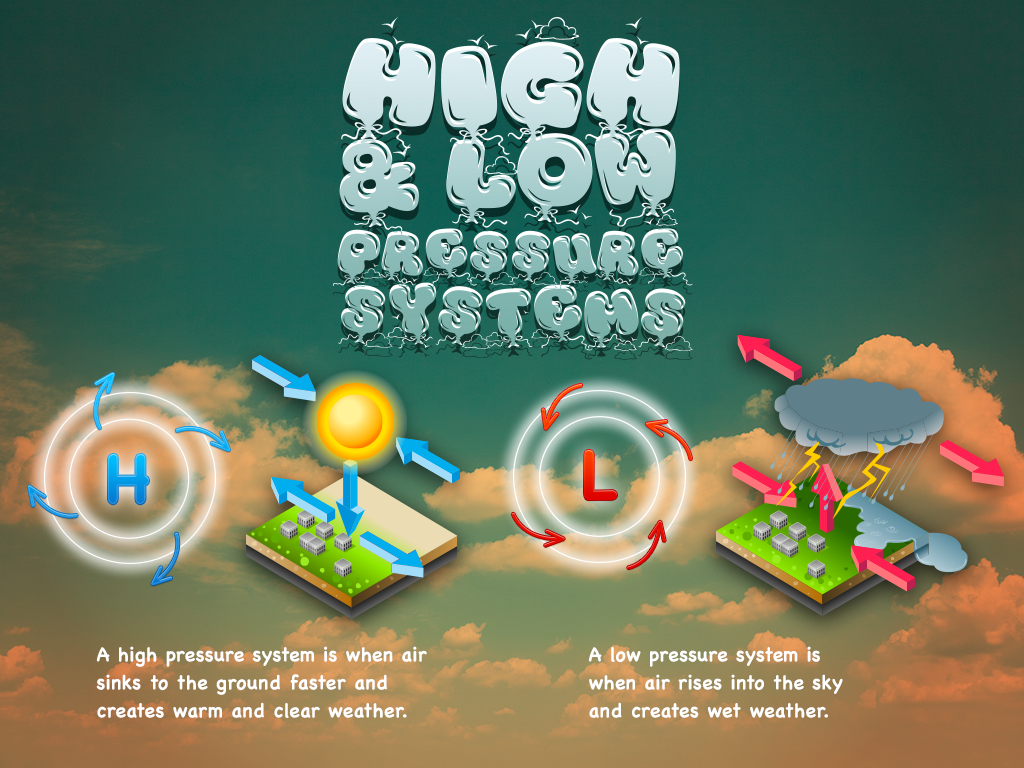 HIGH
& LOW
PRESSURE
SYSTEMS
H
L
A high pressure system is when air
sinks to the ground faster and
creates warm and clear weather.
A low pressure system is
when air rises into the sky
and creates wet weather.